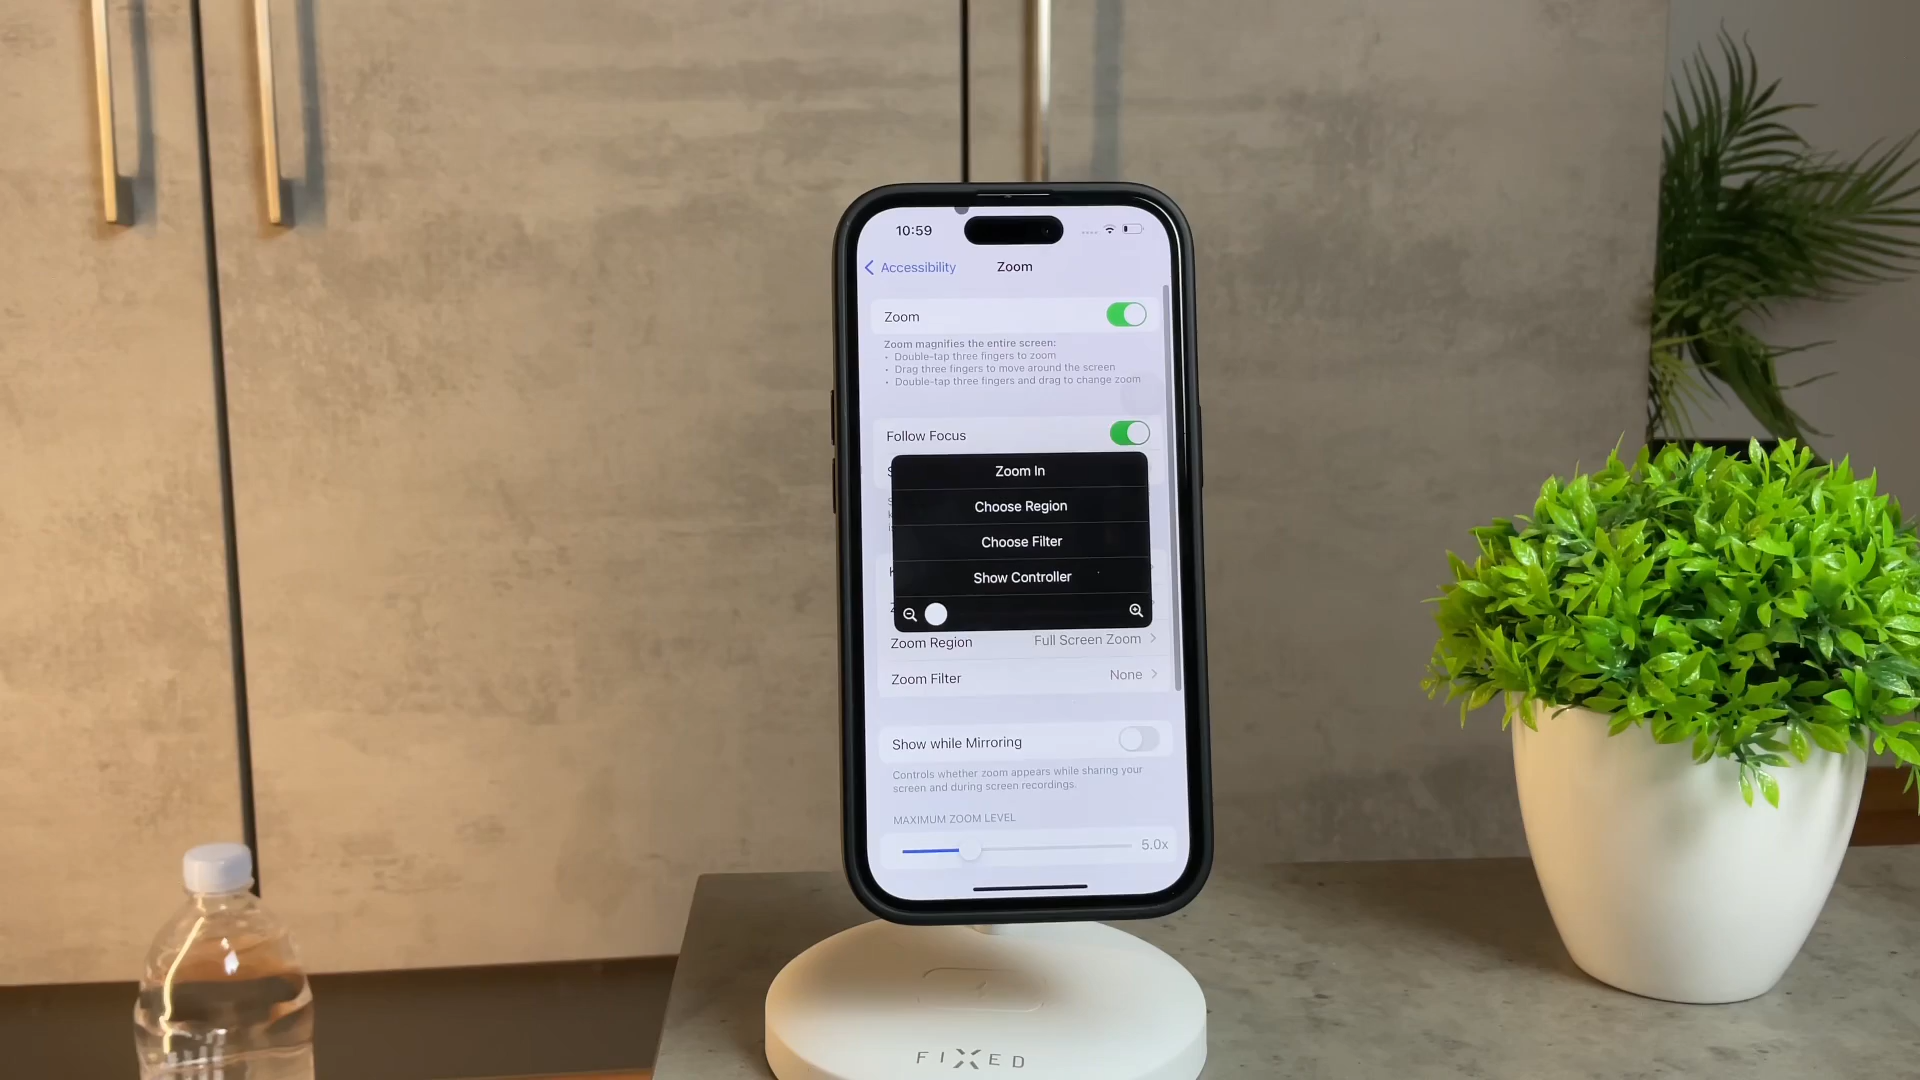 10:59
Accessibility
Zoom
Zoom
Zoom magnifies the entire screen:
• Double-tap three fingers to zoom
• Drag three fingers to move around the screen
• Double-tap three fingers and drag to change zoom
Follow Focus
Zoom In
Choose Region
Choose Filter
Show Controller
Zoom Region Full Screen Zoom
Zoom Filter None
Show while Mirroring
Controls whether zoom appears while sharing your
screen and during screen recordings.
MAXIMUM ZOOM LEVEL
5.0x
FIXED